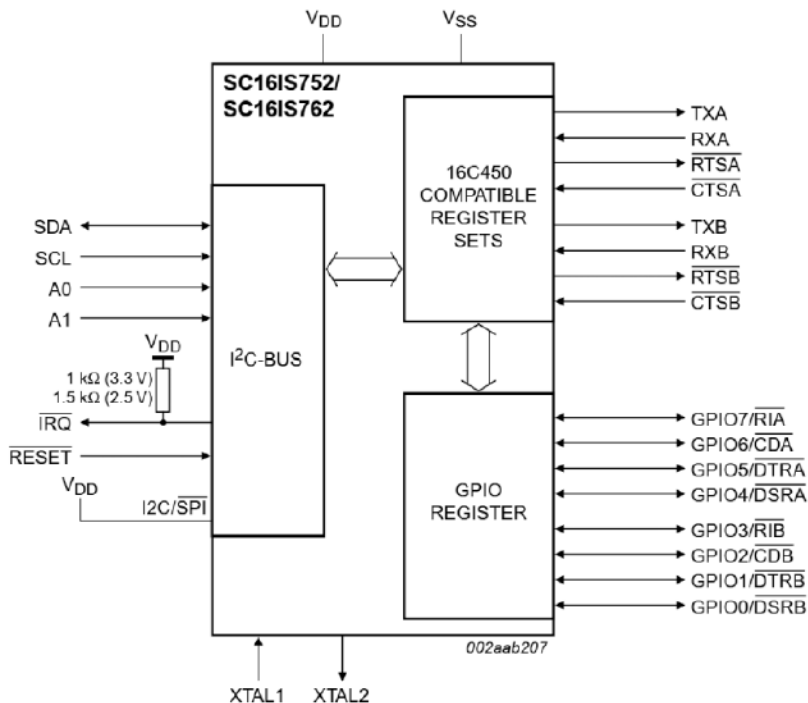 VDD VSS
SC16IS752/
SC16IS762
16C450
COMPATIBLE
REGISTER
SETS
TXA
RXA
RTSA
CTSA
TXB
RXB
RTSB
CTSB
SDA
SCL
A0
A1
VDD
1 kΩ (3.3 V)
1.5 kΩ (2.5 V)
IRQ
RESET
VDD
I2C/SPI
I²C-BUS
GPIO
REGISTER
GPIO7/RIA
GPIO6/CDA
GPIO5/DTRA
GPIO4/DSRA
GPIO3/RIB
GPIO2/CDB
GPIO1/DTRB
GPIO0/DSRB
002aab207
XTAL1 XTAL2